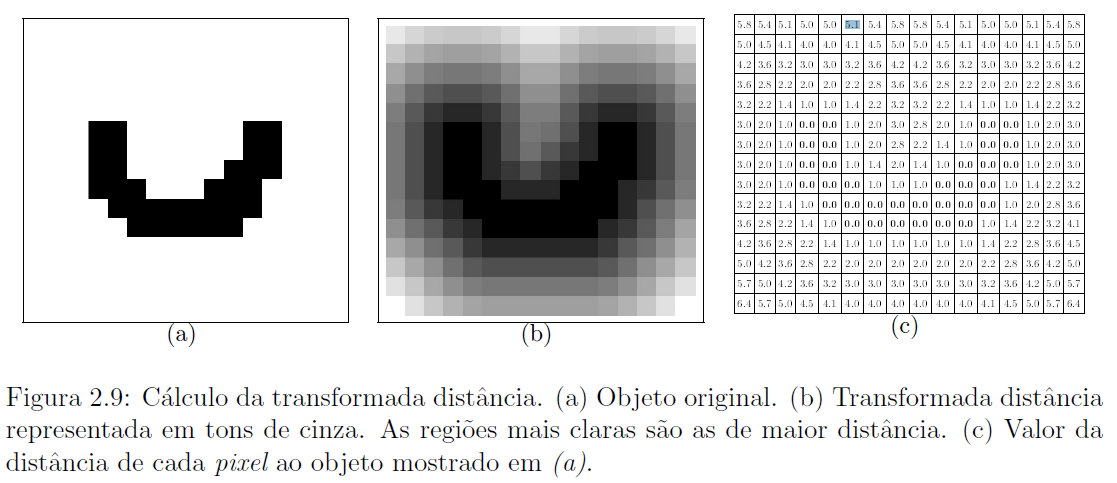 5.8 5.4 5.1 5.0 5.0 5.1 5.4 5.8 5.8 5.4 5.1 5.0 5.0 5.1 5.4 5.8
5.0 4.5 4.1 4.0 4.0 4.1 4.5 5.0 5.0 4.5 4.1 4.0 4.0 4.1 4.5 5.0
4.2 3.6 3.2 3.0 3.0 3.2 3.6 4.2 4.2 3.6 3.2 3.0 3.0 3.2 3.6 4.2
3.6 2.8 2.2 2.0 2.0 2.2 2.8 3.6 3.6 2.8 2.2 2.0 2.0 2.2 2.8 3.6
3.2 2.2 1.4 1.0 1.0 1.4 2.2 3.2 3.2 2.2 1.4 1.0 1.0 1.4 2.2 3.2
3.0 2.0 1.0 0.0 0.0 1.0 2.0 3.0 2.8 2.0 1.0 0.0 0.0 1.0 2.0 3.0
3.0 2.0 1.0 0.0 0.0 1.0 2.0 2.8 2.2 1.4 1.0 0.0 0.0 1.0 2.0 3.0
3.0 2.0 1.0 0.0 0.0 1.0 1.4 2.0 1.4 1.0 0.0 0.0 0.0 1.0 2.0 3.0
3.0 2.0 1.0 0.0 0.0 0.0 1.0 1.0 1.0 0.0 0.0 0.0 1.0 1.4 2.2 3.2
3.2 2.2 1.4 1.0 0.0 0.0 0.0 0.0 0.0 0.0 0.0 0.0 1.0 2.0 2.8 3.6
3.6 2.8 2.2 1.4 1.0 0.0 0.0 0.0 0.0 0.0 0.0 1.0 1.4 2.2 3.2 4.1
4.2 3.6 2.8 2.2 1.4 1.0 1.0 1.0 1.0 1.0 1.0 1.4 2.2 2.8 3.6 4.5
5.0 4.2 3.6 2.8 2.2 2.0 2.0 2.0 2.0 2.0 2.0 2.2 2.8 3.6 4.2 5.0
5.7 5.0 4.2 3.6 3.2 3.0 3.0 3.0 3.0 3.0 3.0 3.2 3.6 4.2 5.0 5.7
6.4 5.7 5.0 4.5 4.1 4.0 4.0 4.0 4.0 4.0 4.0 4.1 4.5 5.0 5.7 6.4
(a) (b) (c)
Figura 2.9: Cálculo da transformada distância. (a) Objeto original. (b) Transformada distância
representada em tons de cinza. As regiões mais claras são as de maior distância. (c) Valor da
distância de cada pixel ao objeto mostrado em (a).